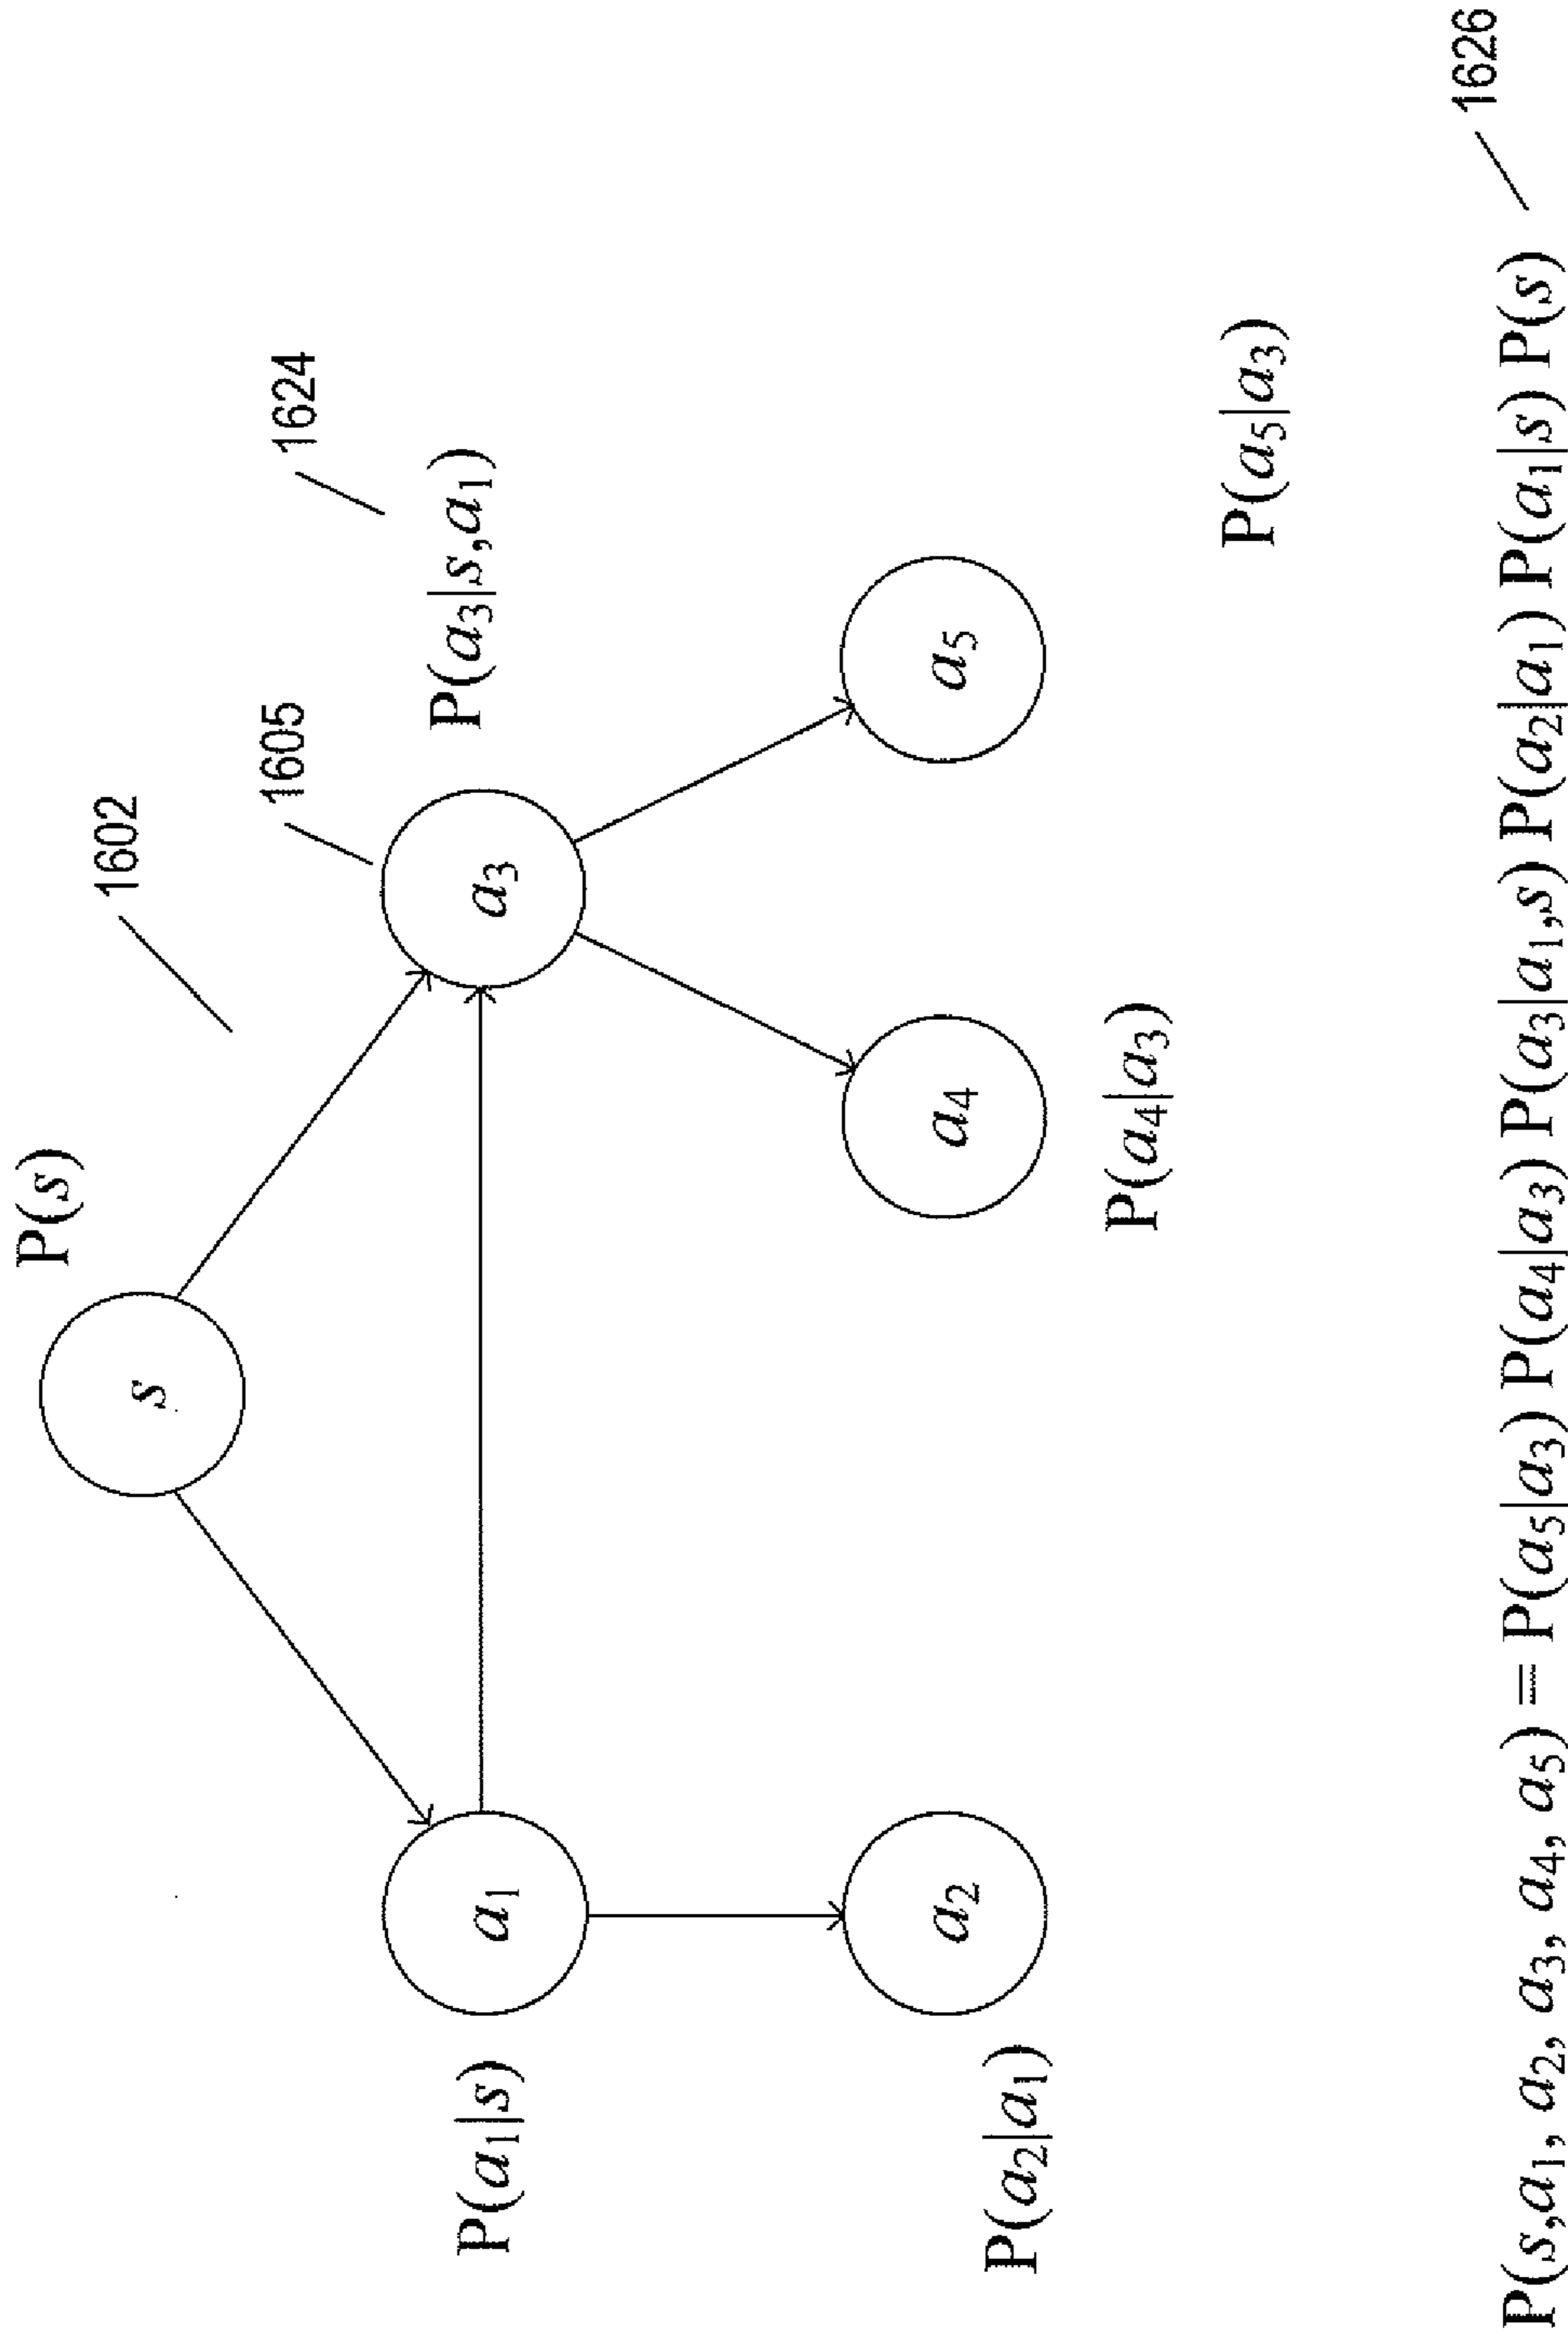 P(s)
1602
s
1605
1624
P(a₁|s)
a₁
a₃
P(a₃|s,a₁)
P(a₂|a₁)
a₂
a₄
a₅
P(a₄|a₃)
P(a₅|a₃)
P(s,a₁, a₂, a₃, a₄, a₅) = P(a₅|a₃) P(a₄|a₃) P(a₃|a₁,s) P(a₂|a₁) P(a₁|s) P(s)
1626